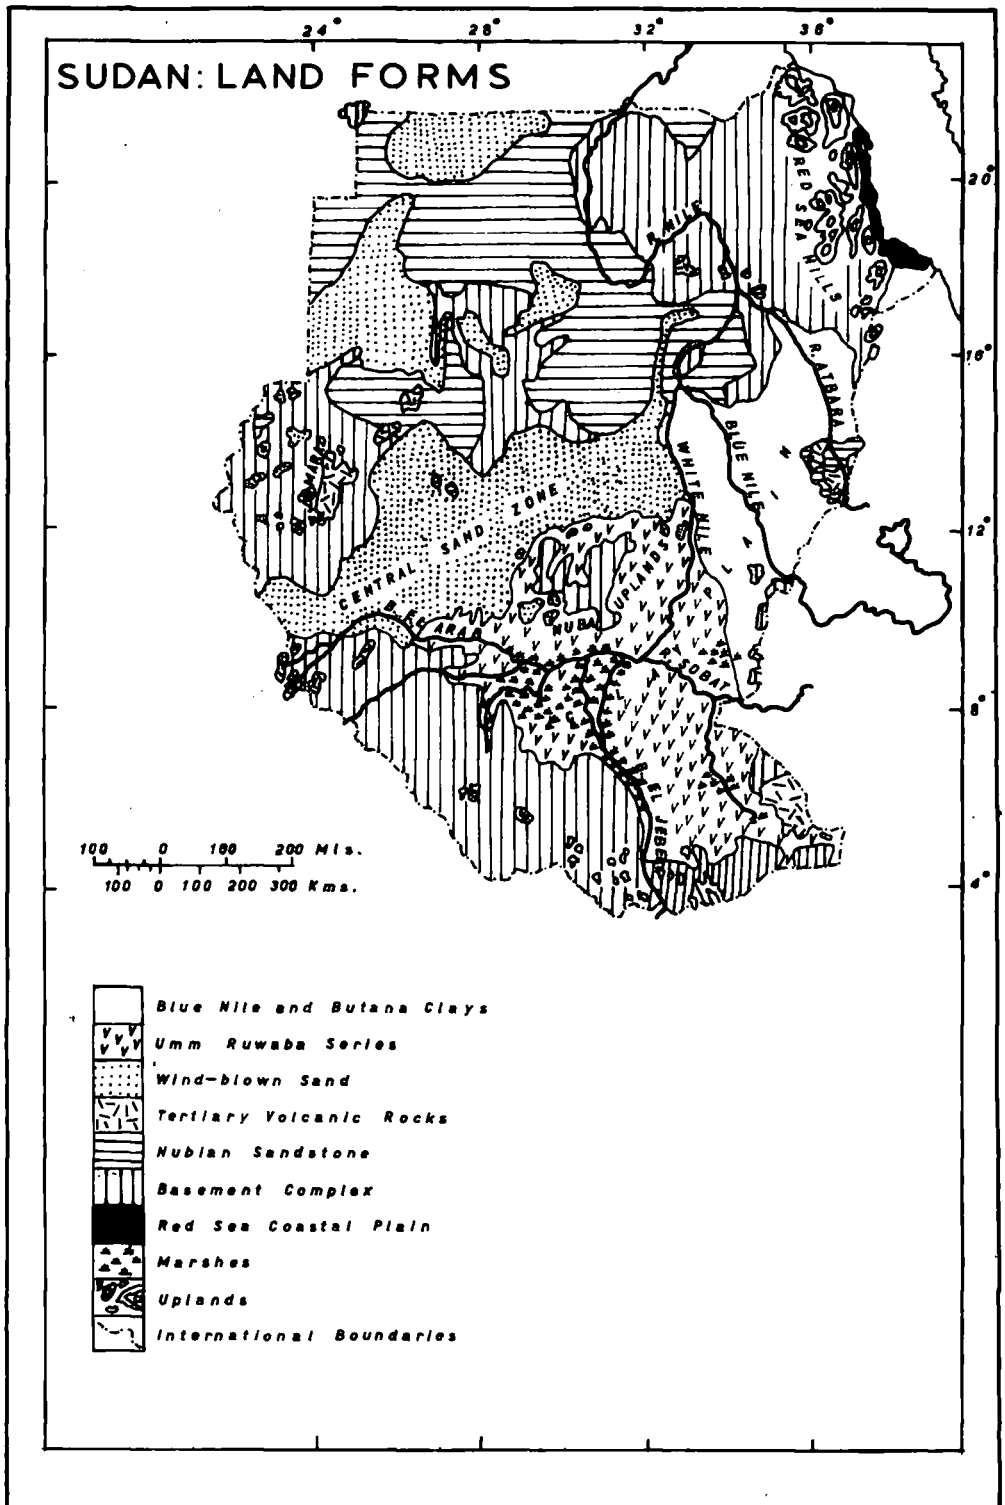 24° 28° 32° 36°
SUDAN: LAND FORMS
20°
RED SEA HILLS
R. NILE
16°
R. ATBARA
BLUE NILE
WHITE NILE
MARRA
CENTRAL SAND ZONE
12°
NUBA UPLANDS
B. EL ARAB
R. SOBAT
8°
EL JEBEL
4°
100 0 100 200 Mls.
100 0 100 200 300 Kms.
Blue Nile and Butana Clays
Umm Ruwaba Series
Wind-blown Sand
Tertiary Volcanic Rocks
Nubian Sandstone
Basement Complex
Red Sea Coastal Plain
Marshes
Uplands
International Boundaries